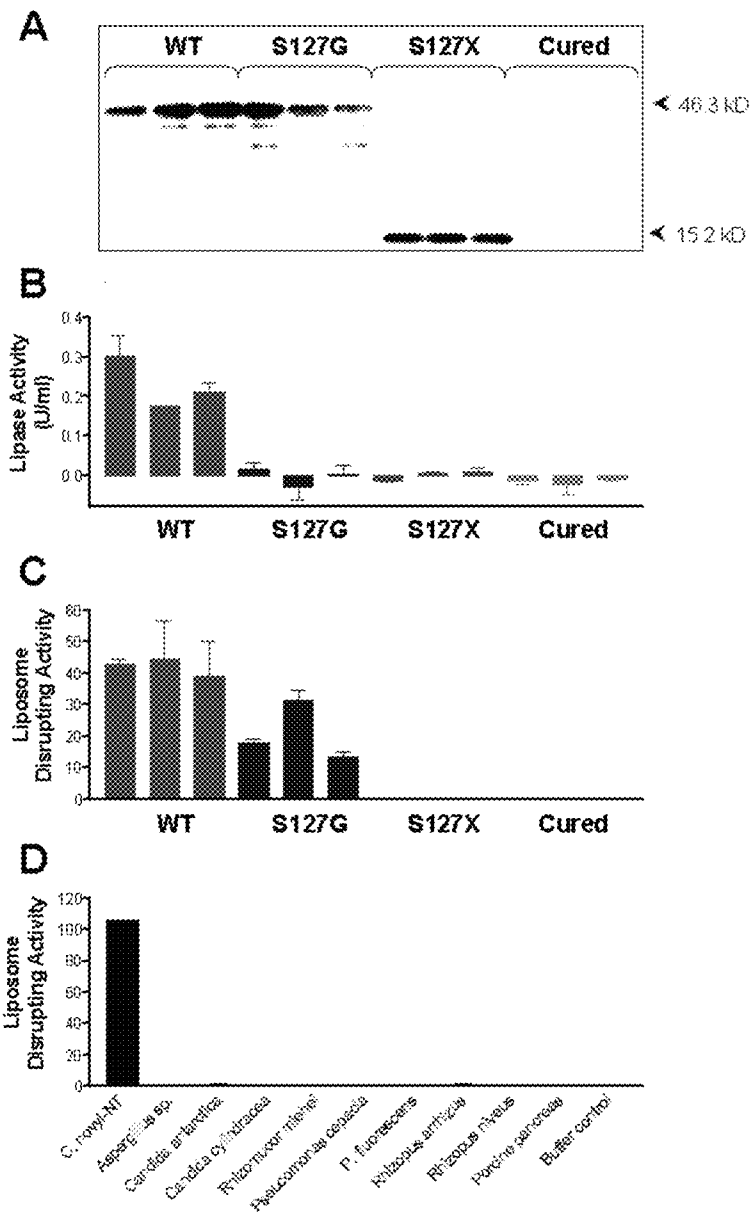 A
WT S127G S127X Cured
46.3 kD
15.2 kD
B
Lipase Activity
(U/ml)
0.4
0.3
0.2
0.1
0.0
WT S127G S127X Cured
C
Liposome
Disrupting Activity
60
50
40
30
20
10
0
WT S127G S127X Cured
D
Liposome
Disrupting Activity
120
100
80
60
40
20
0
C. novyi-NT
Aspergillus sp.
Candida antarctica
Candica cylindracea
Rhizomucor miehei
Pseudomonas cepacia
P. fluorescens
Rhizopus arrhizus
Rhizopus niveus
Porcine pancreas
Buffer control